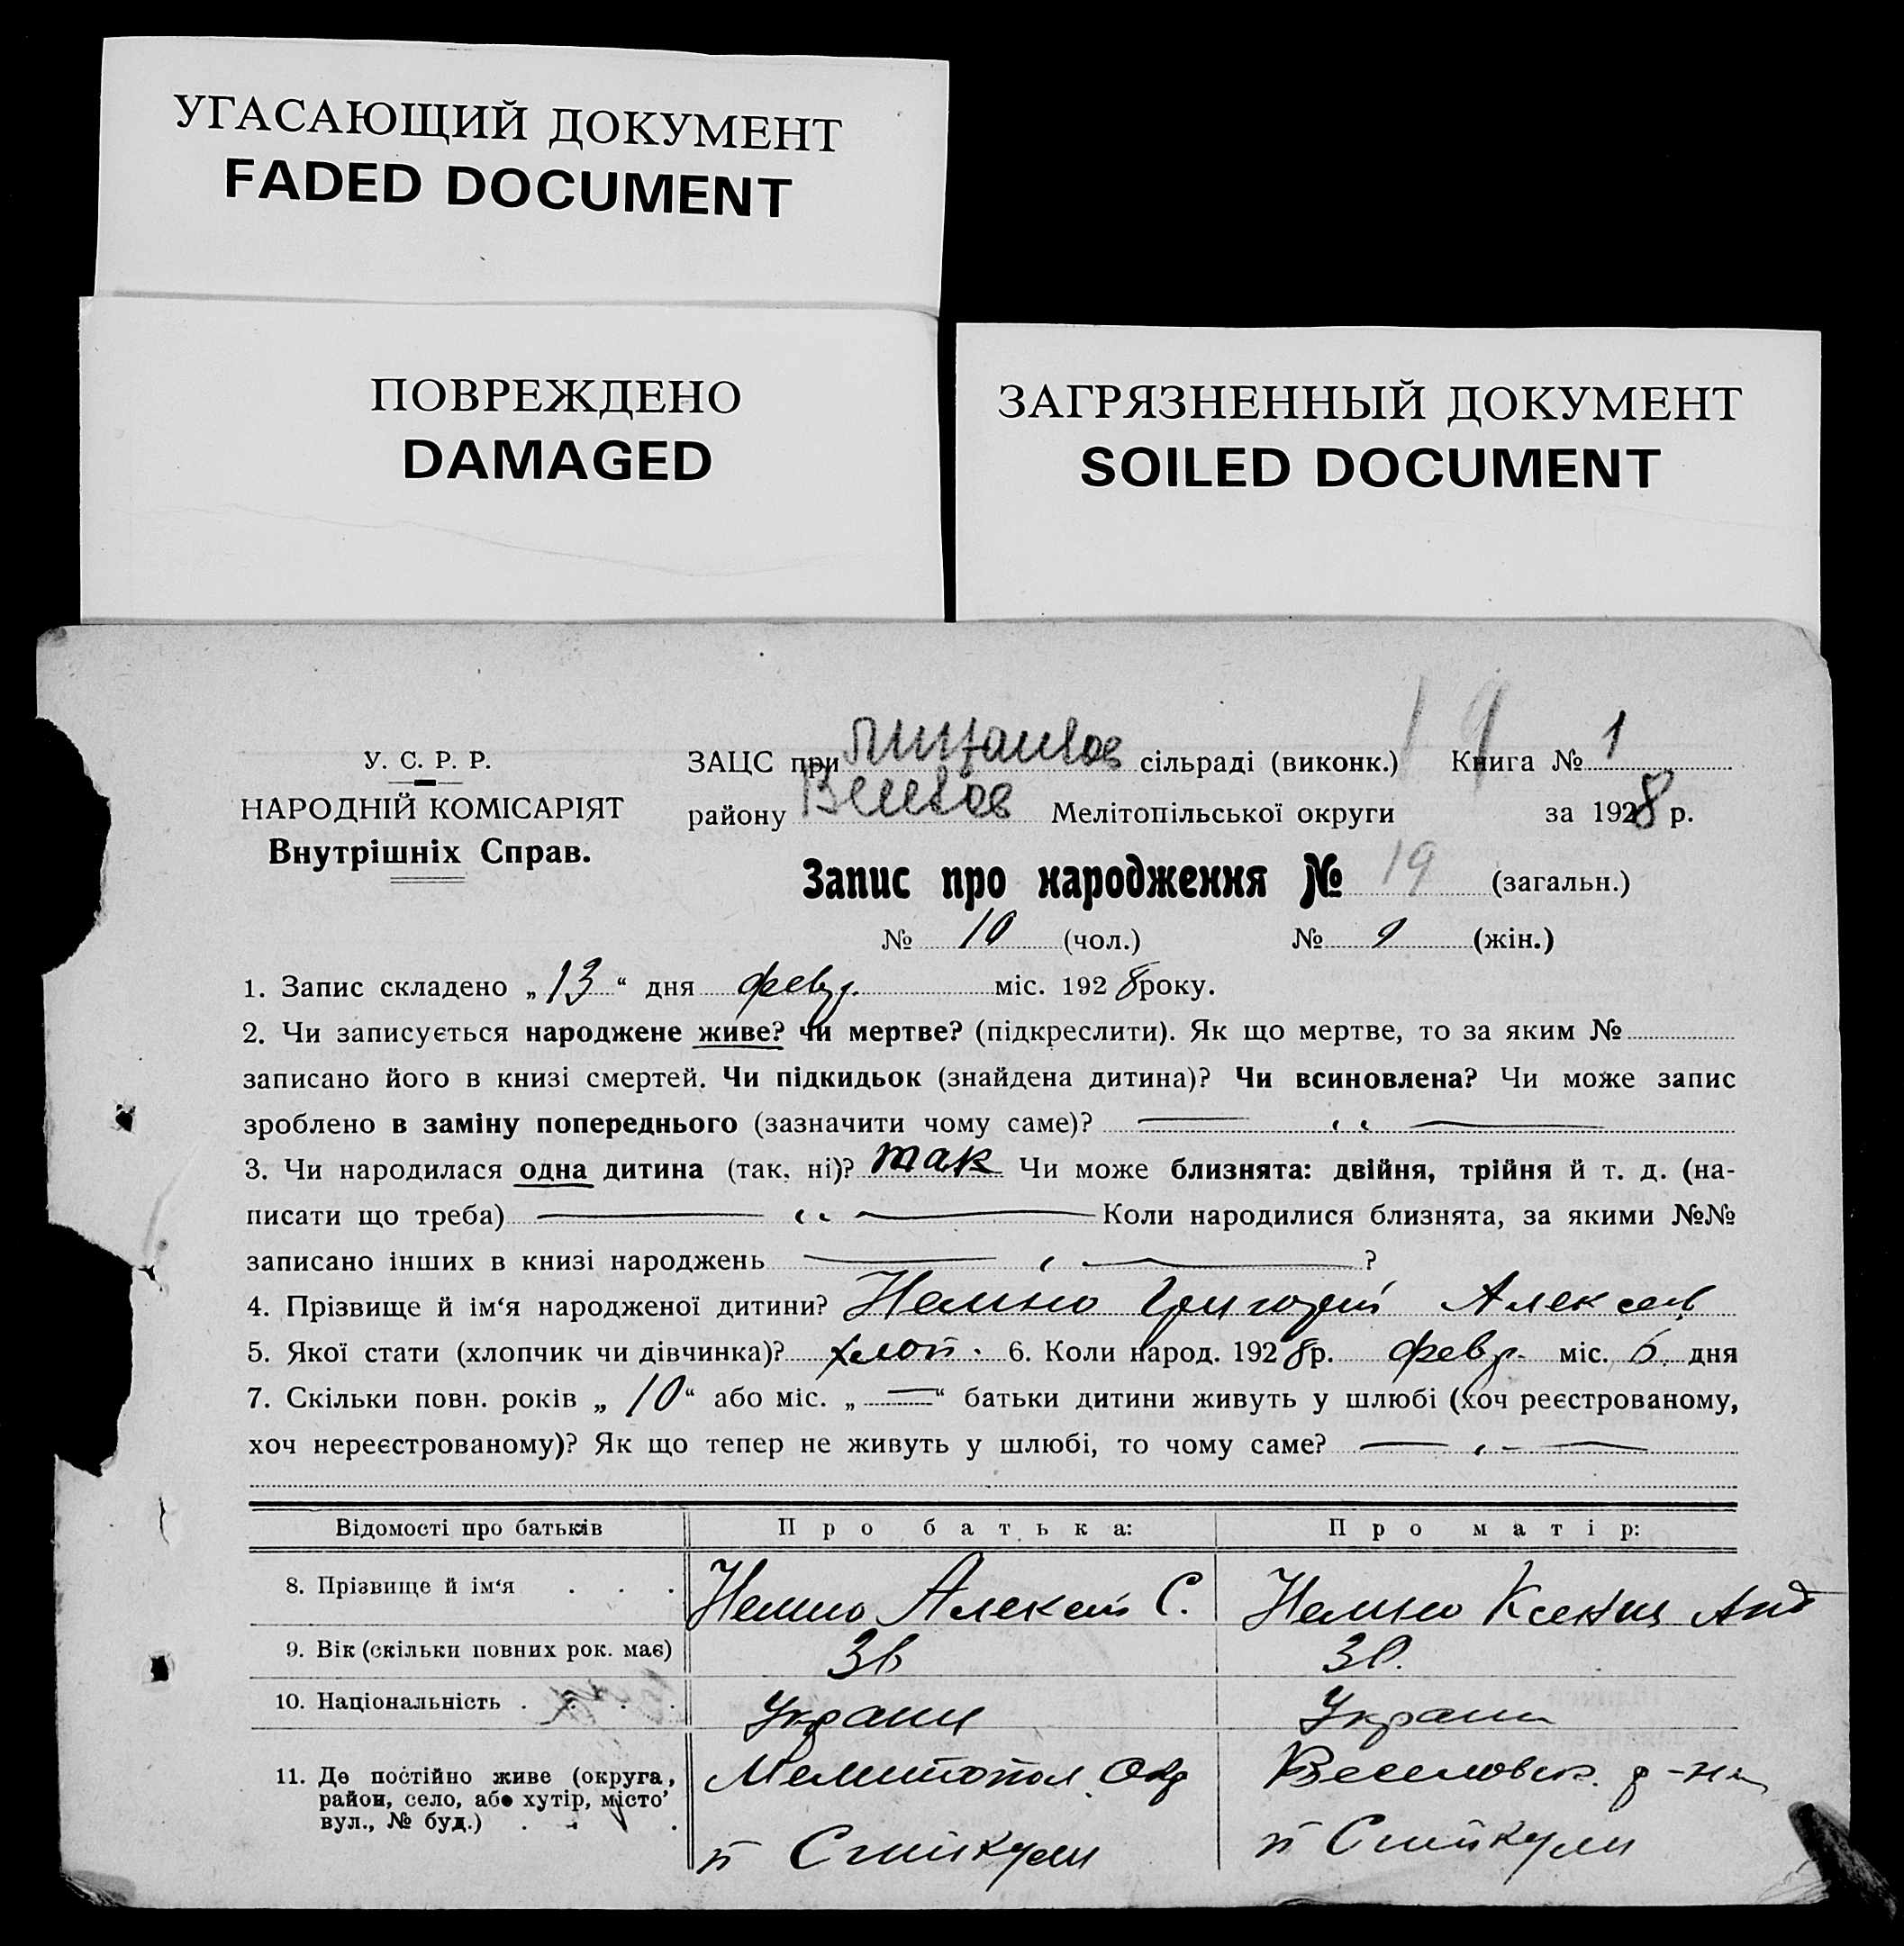 УГАСАЮЩИЙ ДОКУМЕНТ
FADED DOCUMENT
ПОВРЕЖДЕНО
DAMAGED
ЗАГРЯЗНЕННЫЙ ДОКУМЕНТ
SOILED DOCUMENT
19
У. С. Р. Р.
НАРОДНІЙ КОМІСАРІЯТ
Внутрішніх Справ.
ЗАЦС при сільраді (виконк.) Книга № 1
району Мелітопільської округи за 1928 р.
Запис про народження № 19 (загальн.)
№ 10 (чол.) № 9 (жін.)
1. Запис складено „13“ дня февр. міс. 1928 року.
2. Чи записується народжене живе? чи мертве? (підкреслити). Як що мертве, то за яким №
записано його в книзі смертей. Чи підкидьок (знайдена дитина)? Чи всиновлена? Чи може запис
зроблено в заміну попереднього (зазначити чому саме)?
3. Чи народилася одна дитина (так, ні)? так Чи може близнята: двійня, трійня й т. д. (на-
писати що треба) Коли народилися близнята, за якими №№
записано інших в книзі народжень ?
4. Прізвище й ім‘я народженої дитини? Григорий Алексеев
5. Якої стати (хлопчик чи дівчинка)? хлоп. 6. Коли народ. 1928 р. февр. міс. 6. дня
7. Скільки повн. років „10“ або міс. „—“ батьки дитини живуть у шлюбі (хоч реєстрованому,
хоч нереєстрованому)? Як що тепер не живуть у шлюбі, то чому саме?
Відомості про батьків Про батька: Про матір:
8. Прізвище й ім‘я . . . Алексей С. Ксения Анд
9. Вік (скільки повних рок. має) 30.
10. Національність . . . . Украин Украин
11. Де постійно живе (округа, район, село, або хутір, місто вул., № буд.) . . . Мелитопол. Окр Веселовск. р-на